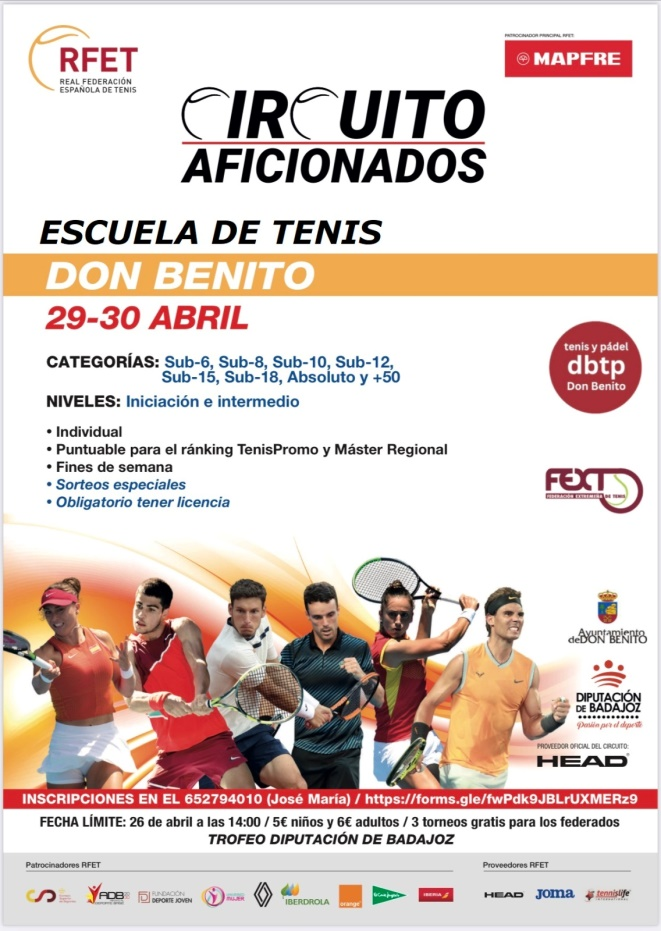 RFET
REAL FEDERACIÓN
ESPAÑOLA DE TENIS
PATROCINADOR PRINCIPAL RFET:
MAPFRE
CIRCUITO
AFICIONADOS
ESCUELA DE TENIS
DON BENITO
29-30 ABRIL
CATEGORÍAS: Sub-6, Sub-8, Sub-10, Sub-12,
Sub-15, Sub-18, Absoluto y +50
NIVELES: Iniciación e intermedio
• Individual
• Puntuable para el ránking TenisPromo y Máster Regional
• Fines de semana
• Sorteos especiales
• Obligatorio tener licencia
tenis y pádel
dbtp
Don Benito
FEXT
FEDERACIÓN EXTREMEÑA DE TENIS
Ayuntamiento
de DON BENITO
DIPUTACIÓN
DE BADAJOZ
Pasión por el deporte
PROVEEDOR OFICIAL DEL CIRCUITO:
HEAD
INSCRIPCIONES EN EL 652794010 (José María) / https://forms.gle/fwPdk9JBLrUXMERz9
FECHA LÍMITE: 26 de abril a las 14:00 / 5€ niños y 6€ adultos / 3 torneos gratis para los federados
TROFEO DIPUTACIÓN DE BADAJOZ
Patrocinadores RFET
Proveedores RFET
CSD
ADB
FUNDACIÓN
DEPORTE JOVEN
MUJER
IBERDROLA
orange
El Corte Inglés
IBERIA
HEAD
Joma
tennislife